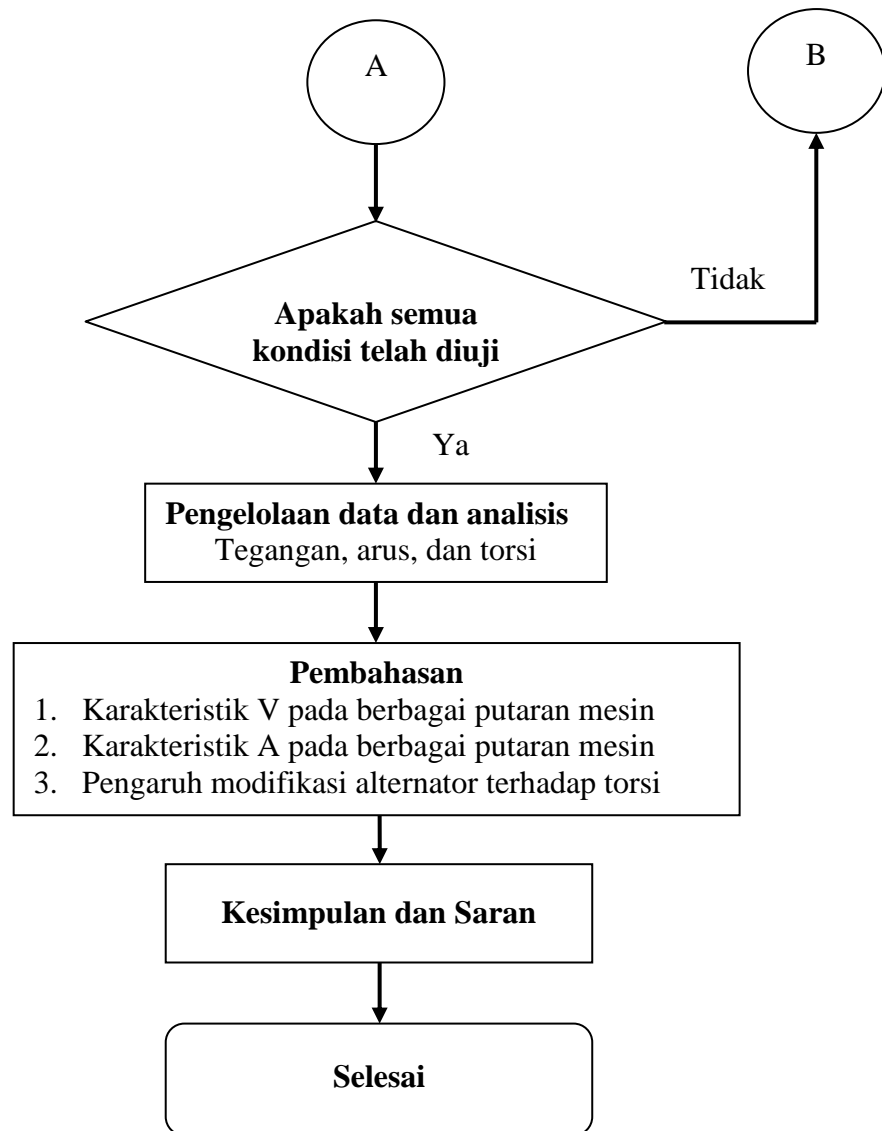 A
B
Tidak
Apakah semua
kondisi telah diuji
Ya
Pengelolaan data dan analisis
Tegangan, arus, dan torsi
Pembahasan
1. Karakteristik V pada berbagai putaran mesin
2. Karakteristik A pada berbagai putaran mesin
3. Pengaruh modifikasi alternator terhadap torsi
Kesimpulan dan Saran
Selesai